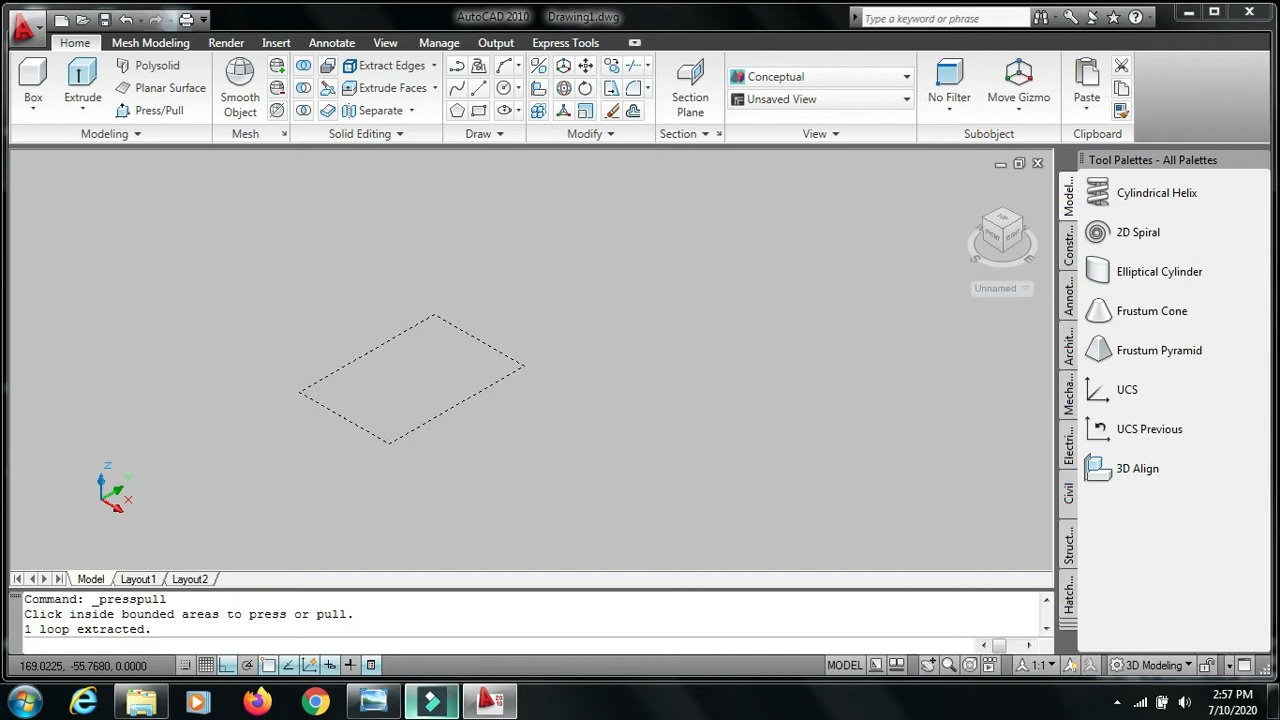 AutoCAD 2010 Drawing1.dwg
Type a keyword or phrase
Home Mesh Modeling Render Insert Annotate View Manage Output Express Tools
Box
Extrude
Polysolid
Planar Surface
Press/Pull
Smooth
Object
Extract Edges
Extrude Faces
Separate
Section
Plane
Conceptual
Unsaved View
No Filter
Move Gizmo
Paste
Modeling Mesh Solid Editing Draw Modify Section View Subobject Clipboard
Tool Palettes - All Palettes
Model...
Constr...
Annot...
Archit...
Mecha...
Electri...
Civil
Struct...
Hatch...
Cylindrical Helix
2D Spiral
Elliptical Cylinder
Frustum Cone
Frustum Pyramid
UCS
UCS Previous
3D Align
TOP
FRONT RIGHT
S E
Unnamed
Z
Y
X
Model Layout1 Layout2
Command: _presspull
Click inside bounded areas to press or pull.
1 loop extracted.
169.0225, -55.7680, 0.0000
MODEL
1:1
3D Modeling
2:57 PM
7/10/2020